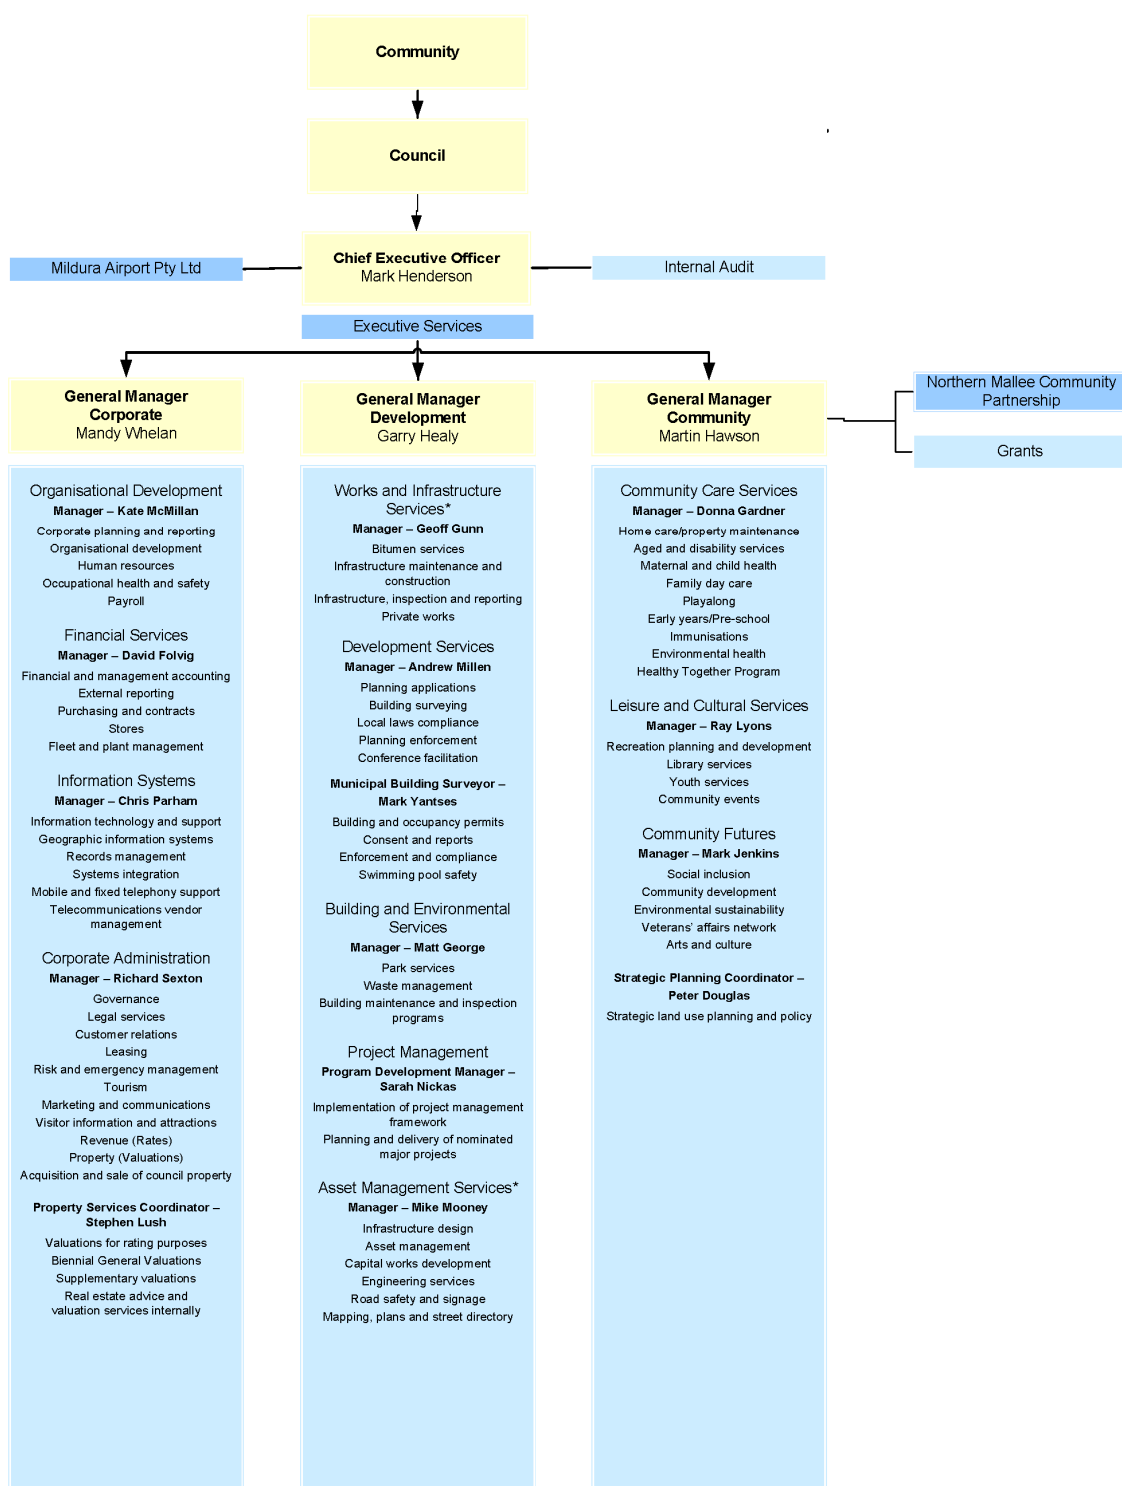 Community
Council
Chief Executive Officer
Mark Henderson
Mildura Airport Pty Ltd
Internal Audit
Executive Services
General Manager
Corporate
Mandy Whelan
General Manager
Development
Garry Healy
General Manager
Community
Martin Hawson
Northern Mallee Community
Partnership
Grants
Organisational Development
Manager – Kate McMillan
Corporate planning and reporting
Organisational development
Human resources
Occupational health and safety
Payroll
Financial Services
Manager – David Folvig
Financial and management accounting
External reporting
Purchasing and contracts
Stores
Fleet and plant management
Information Systems
Manager – Chris Parham
Information technology and support
Geographic information systems
Records management
Systems integration
Mobile and fixed telephony support
Telecommunications vendor
management
Corporate Administration
Manager – Richard Sexton
Governance
Legal services
Customer relations
Leasing
Risk and emergency management
Tourism
Marketing and communications
Visitor information and attractions
Revenue (Rates)
Property (Valuations)
Acquisition and sale of council property
Property Services Coordinator –
Stephen Lush
Valuations for rating purposes
Biennial General Valuations
Supplementary valuations
Real estate advice and
valuation services internally
Works and Infrastructure
Services*
Manager – Geoff Gunn
Bitumen services
Infrastructure maintenance and
construction
Infrastructure, inspection and reporting
Private works
Development Services
Manager – Andrew Millen
Planning applications
Building surveying
Local laws compliance
Planning enforcement
Conference facilitation
Municipal Building Surveyor –
Mark Yantses
Building and occupancy permits
Consent and reports
Enforcement and compliance
Swimming pool safety
Building and Environmental
Services
Manager – Matt George
Park services
Waste management
Building maintenance and inspection
programs
Project Management
Program Development Manager –
Sarah Nickas
Implementation of project management
framework
Planning and delivery of nominated
major projects
Asset Management Services*
Manager – Mike Mooney
Infrastructure design
Asset management
Capital works development
Engineering services
Road safety and signage
Mapping, plans and street directory
Community Care Services
Manager – Donna Gardner
Home care/property maintenance
Aged and disability services
Maternal and child health
Family day care
Playalong
Early years/Pre-school
Immunisations
Environmental health
Healthy Together Program
Leisure and Cultural Services
Manager – Ray Lyons
Recreation planning and development
Library services
Youth services
Community events
Community Futures
Manager – Mark Jenkins
Social inclusion
Community development
Environmental sustainability
Veterans' affairs network
Arts and culture
Strategic Planning Coordinator –
Peter Douglas
Strategic land use planning and policy